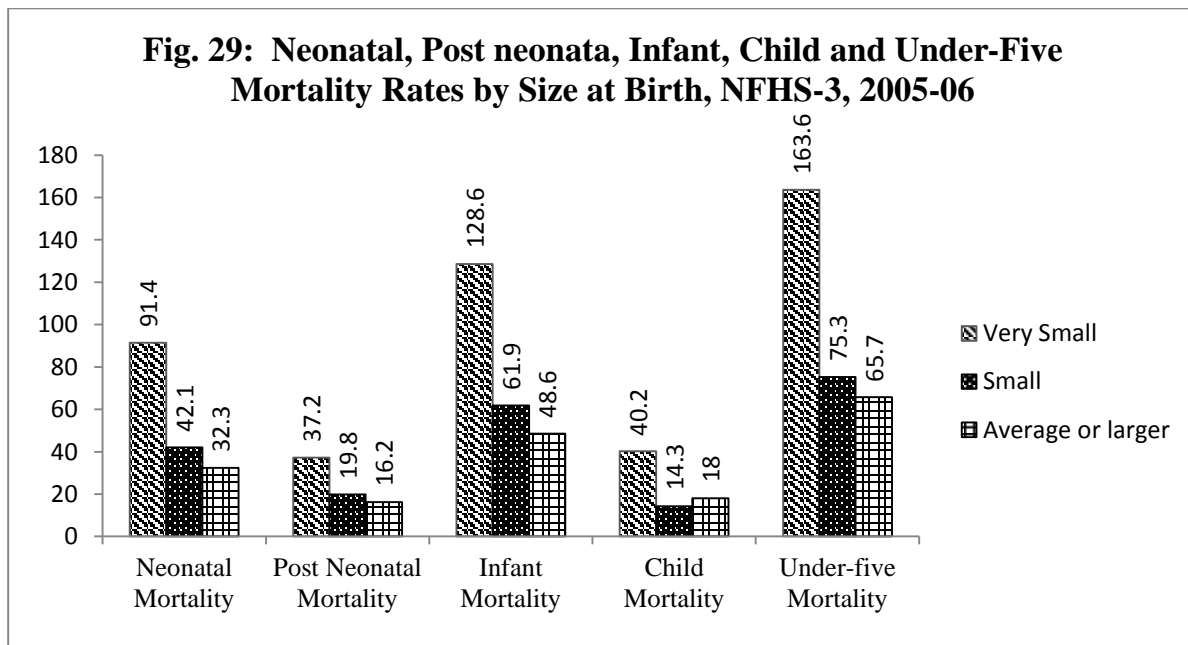 Fig. 29: Neonatal, Post neonata, Infant, Child and Under-Five
Mortality Rates by Size at Birth, NFHS-3, 2005-06
180
160
140
120
100
80
60
40
20
0
91.4
42.1
32.3
37.2
19.8
16.2
128.6
61.9
48.6
40.2
14.3
18
163.6
75.3
65.7
Neonatal
Mortality
Post Neonatal
Mortality
Infant
Mortality
Child
Mortality
Under-five
Mortality
Very Small
Small
Average or larger